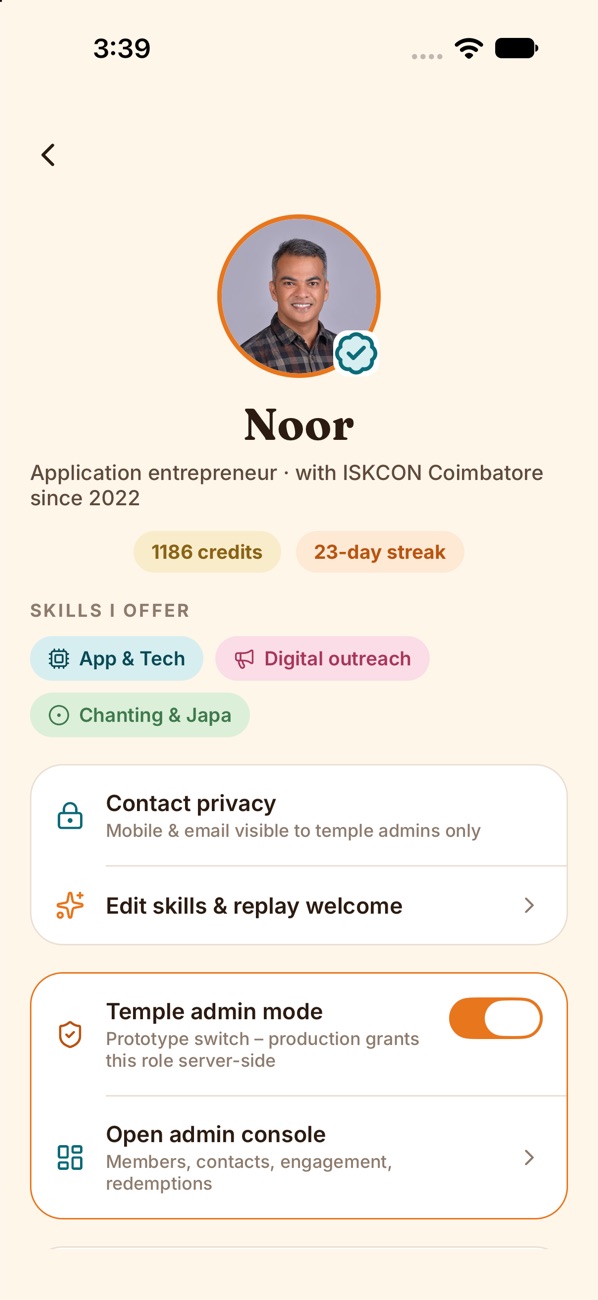 3:39
Noor
Application entrepreneur · with ISKCON Coimbatore
since 2022
1186 credits
23-day streak
SKILLS I OFFER
App & Tech
Digital outreach
Chanting & Japa
Contact privacy
Mobile & email visible to temple admins only
Edit skills & replay welcome
Temple admin mode
Prototype switch – production grants
this role server-side
Open admin console
Members, contacts, engagement,
redemptions